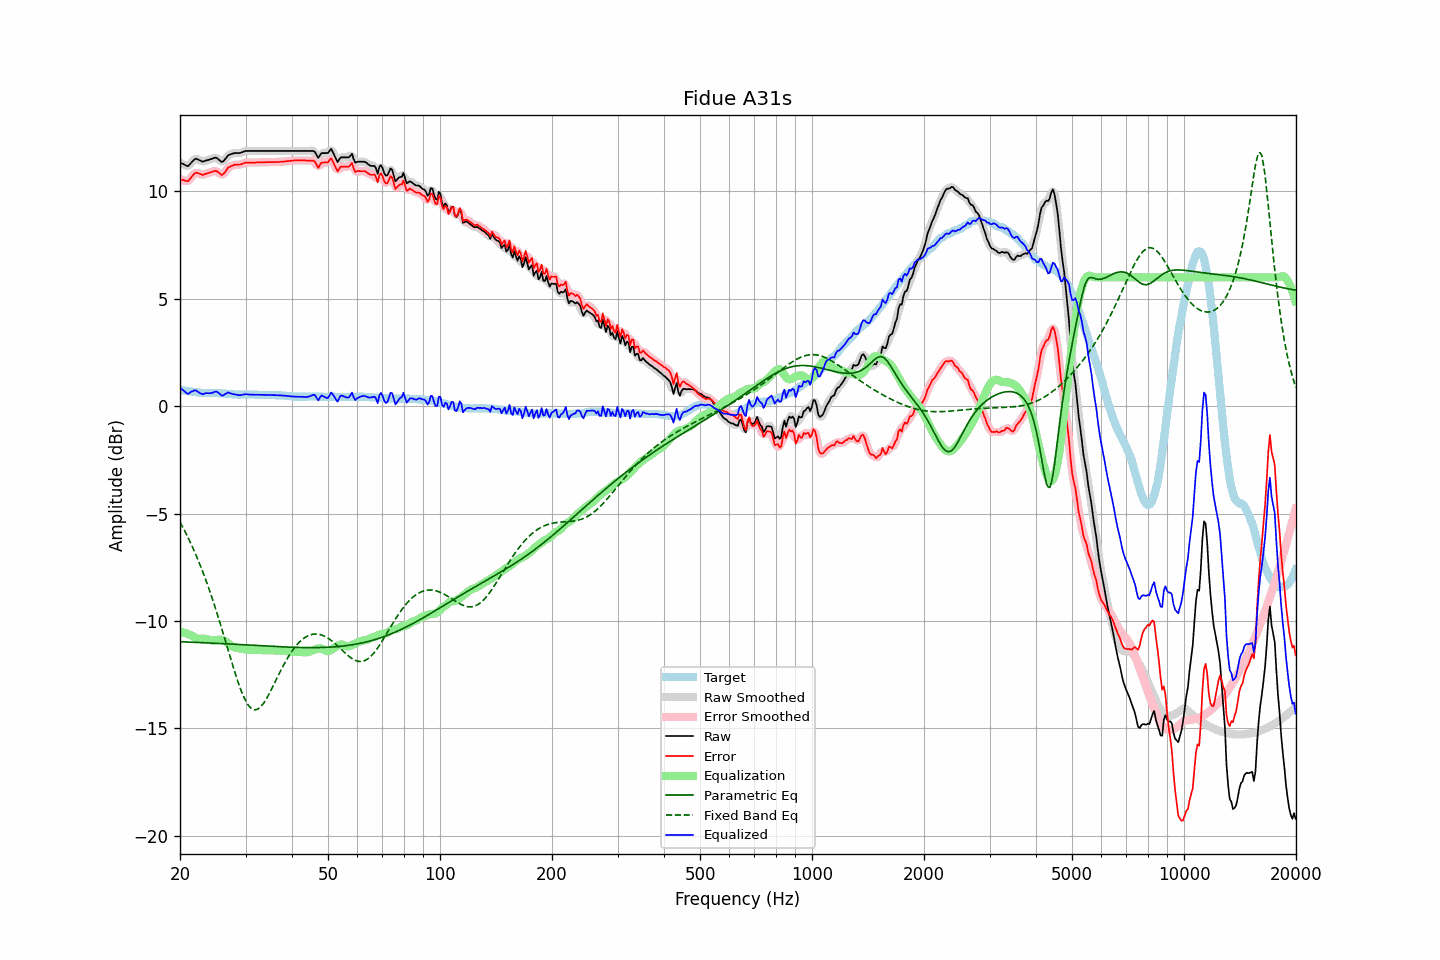 Fidue A31s
Amplitude (dBr)
10
5
0
−5
−10
−15
−20
20
50
100
200
500
1000
2000
5000
10000
20000
Frequency (Hz)
Target
Raw Smoothed
Error Smoothed
Raw
Error
Equalization
Parametric Eq
Fixed Band Eq
Equalized